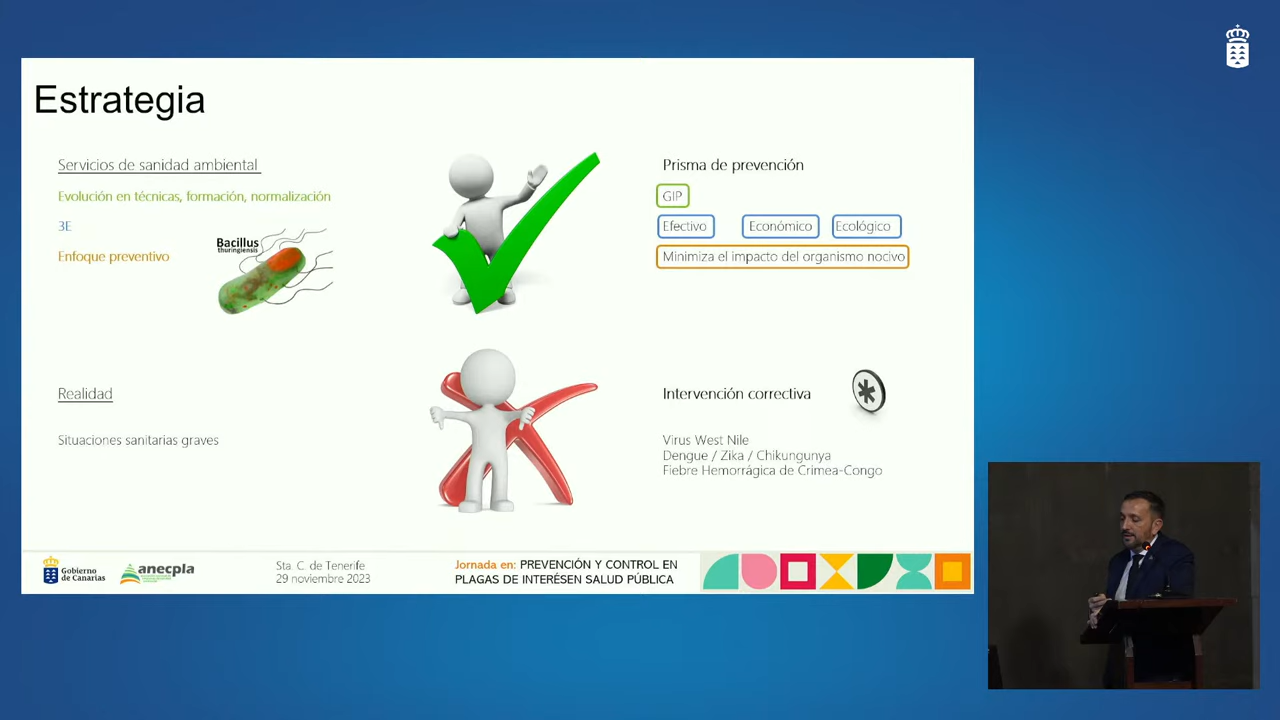 Estrategia
Servicios de sanidad ambiental
Evolución en técnicas, formación, normalización
3E
Enfoque preventivo
Bacillus
thuringiensis
Prisma de prevención
GIP
Efectivo
Económico
Ecológico
Minimiza el impacto del organismo nocivo
Realidad
Situaciones sanitarias graves
Intervención correctiva
Virus West Nile
Dengue / Zika / Chikungunya
Fiebre Hemorrágica de Crimea-Congo
Gobierno
de Canarias
anecpla
Sta. C. de Tenerife
29 noviembre 2023
Jornada en: PREVENCIÓN Y CONTROL EN
PLAGAS DE INTERÉSEN SALUD PÚBLICA